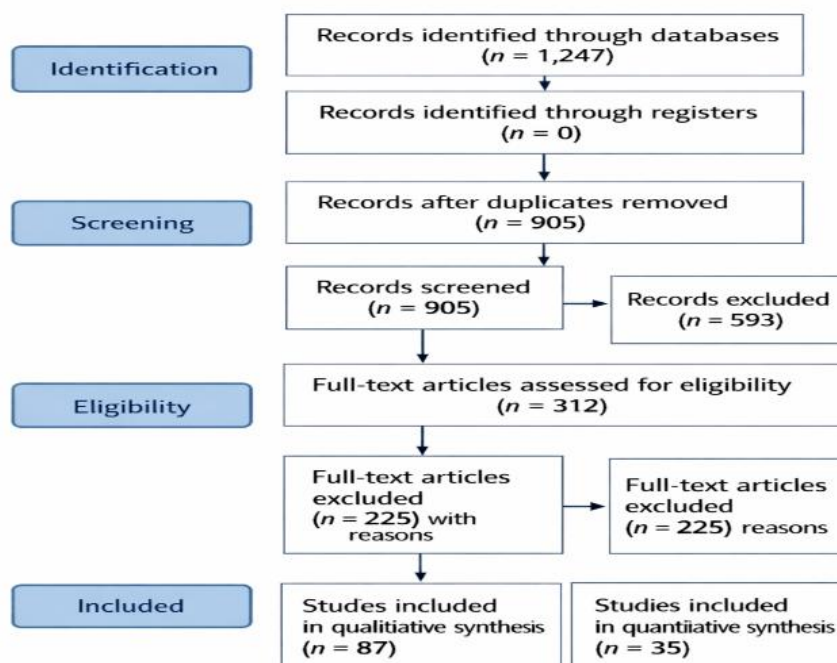 Identification
Records identified through databases
(n = 1,247)
Records identified through registers
(n = 0)
Screening
Records after duplicates removed
(n = 905)
Records screened
(n = 905)
Records excluded
(n = 593)
Eligibility
Full-text articles assessed for eligibility
(n = 312)
Full-text articles
excluded
(n = 225) with
reasons
Full-text articles
excluded
(n = 225) reasons
Included
Studies included
in qualitiative synthesis
(n = 87)
Studies included
in quantiiative synthesis
(n = 35)